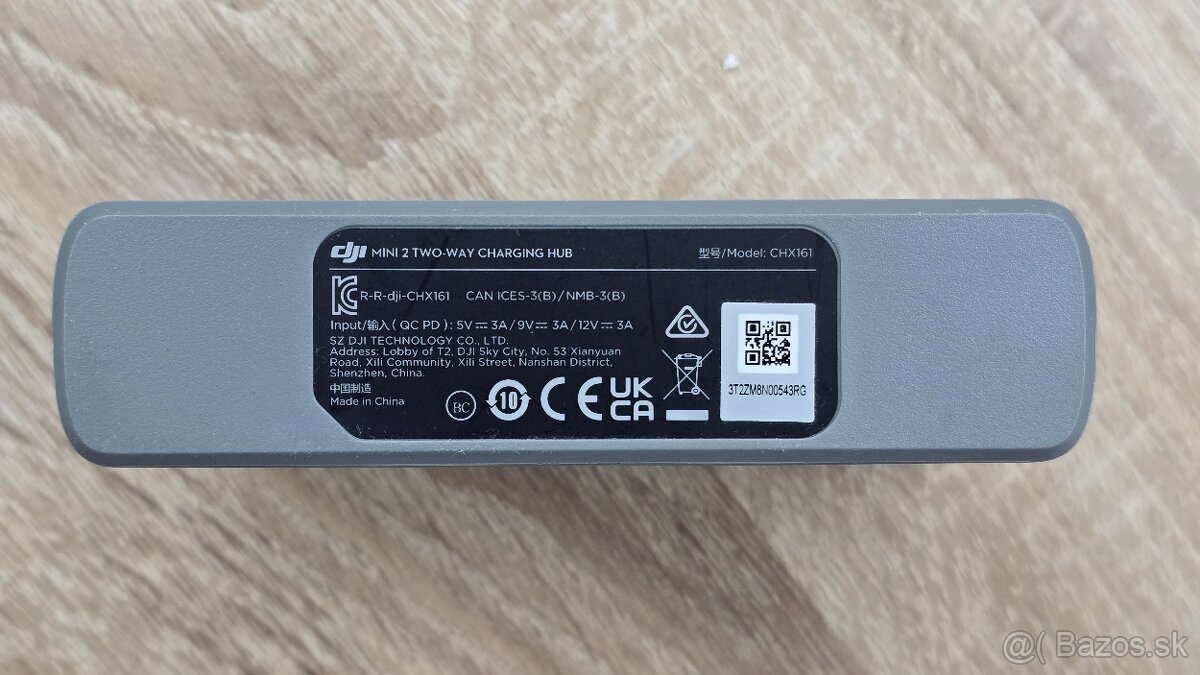 dji MINI 2 TWO-WAY CHARGING HUB 型号/Model: CHX161
R-R-dji-CHX161 CAN ICES-3(B)/NMB-3(B)
Input/输入(QC PD): 5V⎓3A/9V⎓3A/12V⎓3A
SZ DJI TECHNOLOGY CO., LTD.
Address: Lobby of T2, DJI Sky City, No. 53 Xianyuan
Road, Xili Community, Xili Street, Nanshan District,
Shenzhen, China.
中国制造
Made in China
BC 10 CE UK
CA
3T2ZM8N00543RG
@( Bazos.sk